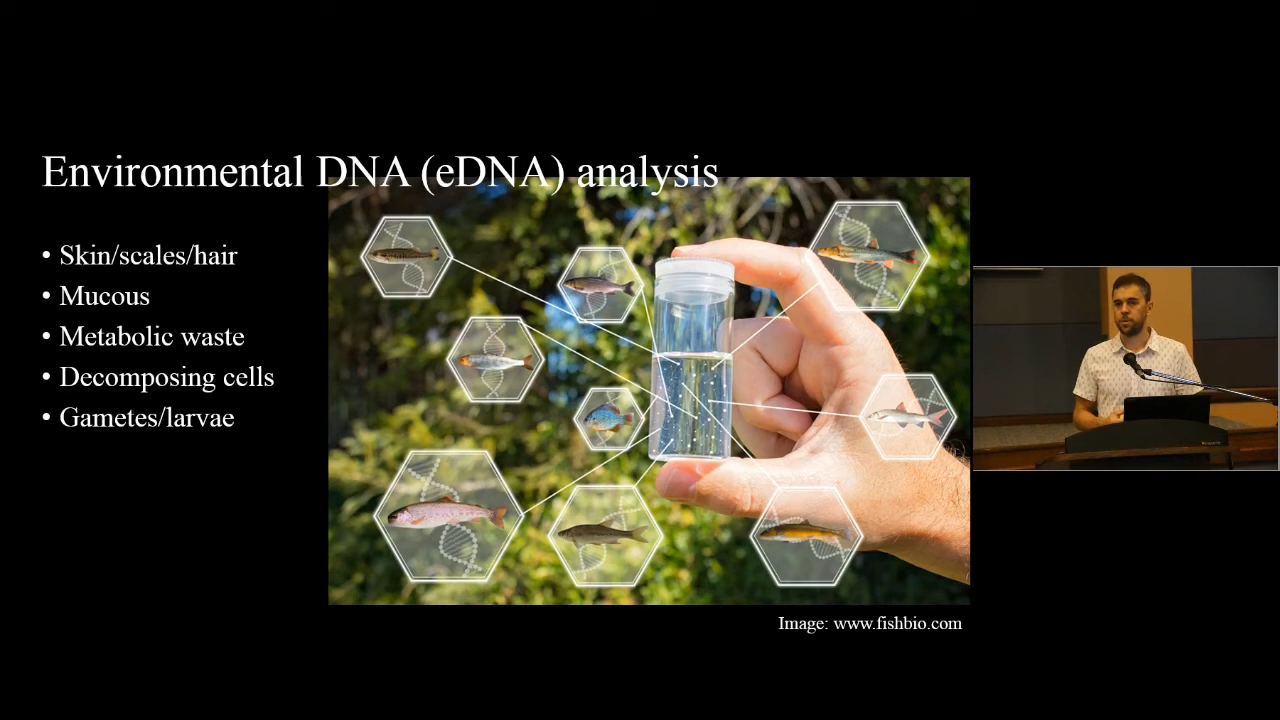 Environmental DNA (eDNA) analysis
• Skin/scales/hair
• Mucous
• Metabolic waste
• Decomposing cells
• Gametes/larvae
Image: www.fishbio.com